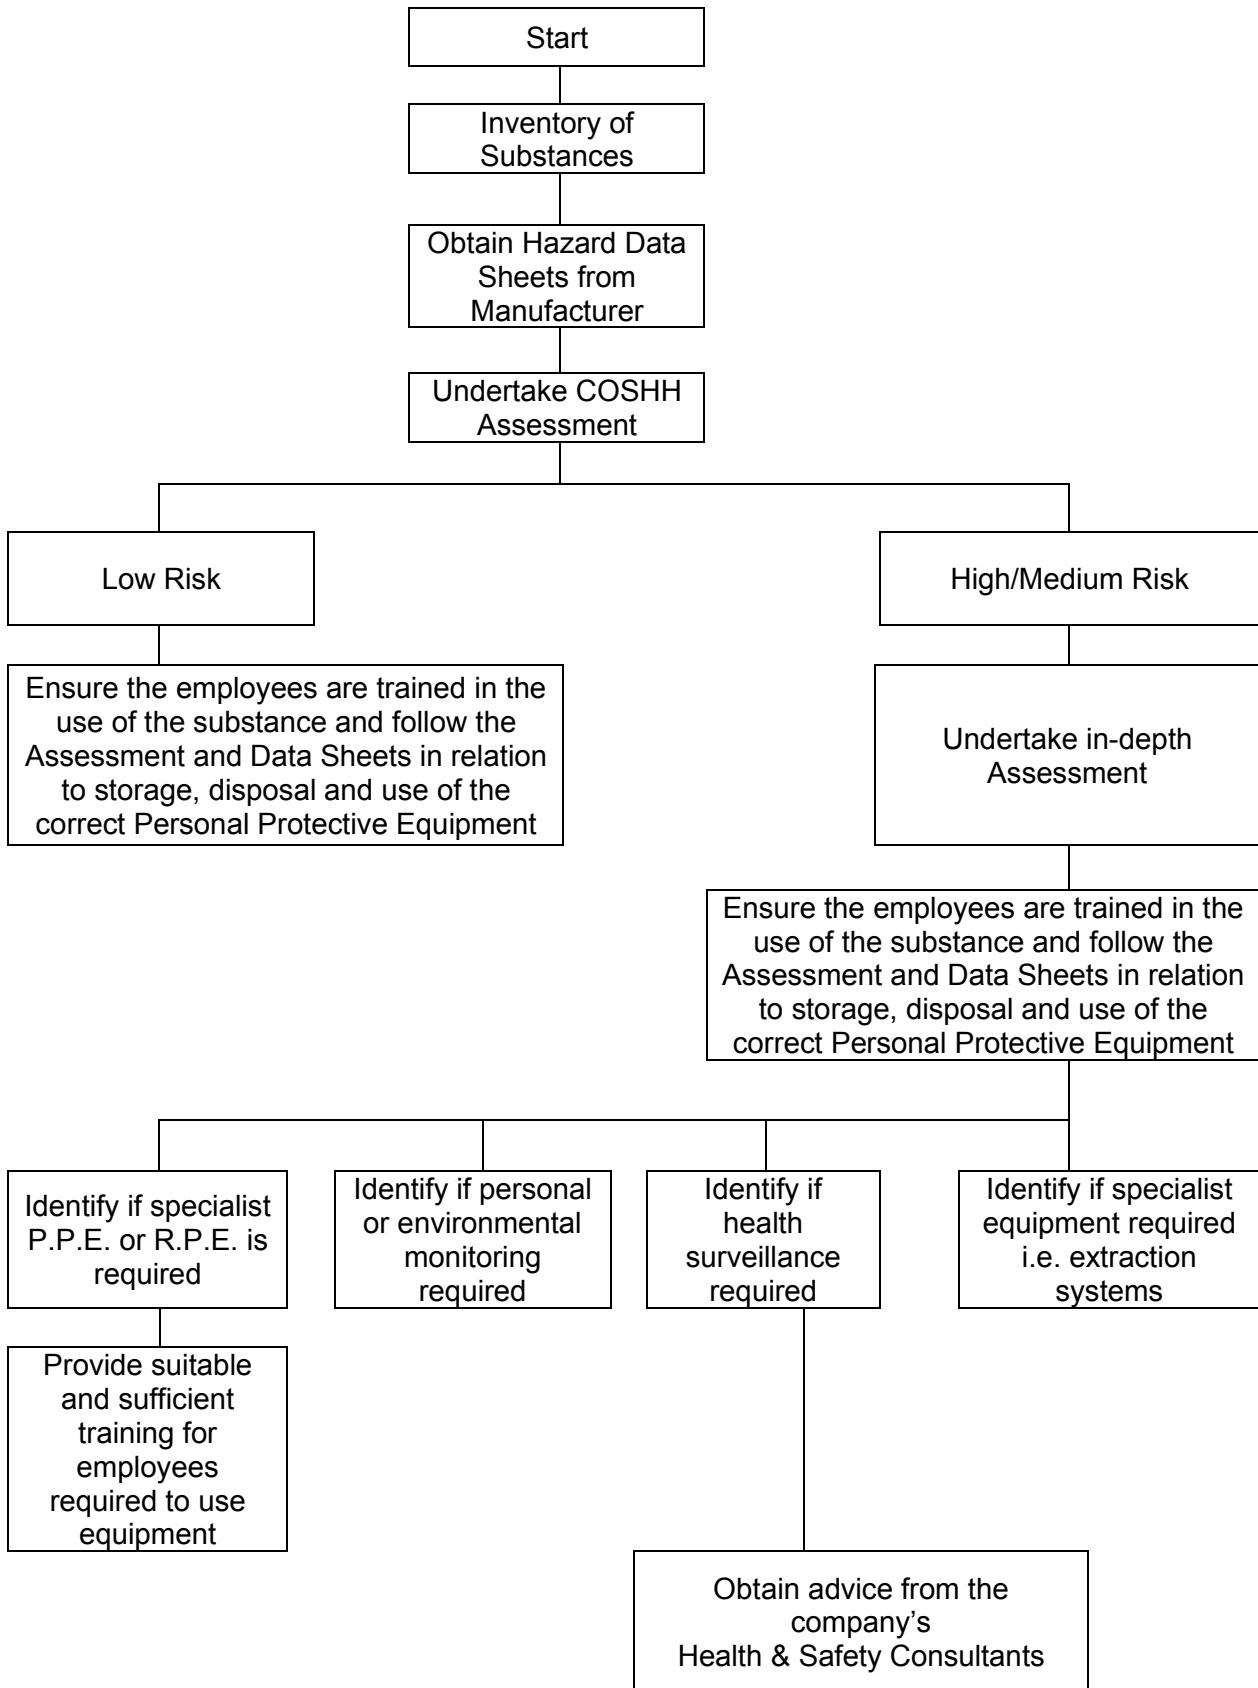 Start
Inventory of
Substances
Obtain Hazard Data
Sheets from
Manufacturer
Undertake COSHH
Assessment
Low Risk
High/Medium Risk
Ensure the employees are trained in the
use of the substance and follow the
Assessment and Data Sheets in relation
to storage, disposal and use of the
correct Personal Protective Equipment
Undertake in-depth
Assessment
Ensure the employees are trained in the
use of the substance and follow the
Assessment and Data Sheets in relation
to storage, disposal and use of the
correct Personal Protective Equipment
Identify if specialist
P.P.E. or R.P.E. is
required
Identify if personal
or environmental
monitoring
required
Identify if
health
surveillance
required
Identify if specialist
equipment required
i.e. extraction
systems
Provide suitable
and sufficient
training for
employees
required to use
equipment
Obtain advice from the
company’s
Health & Safety Consultants